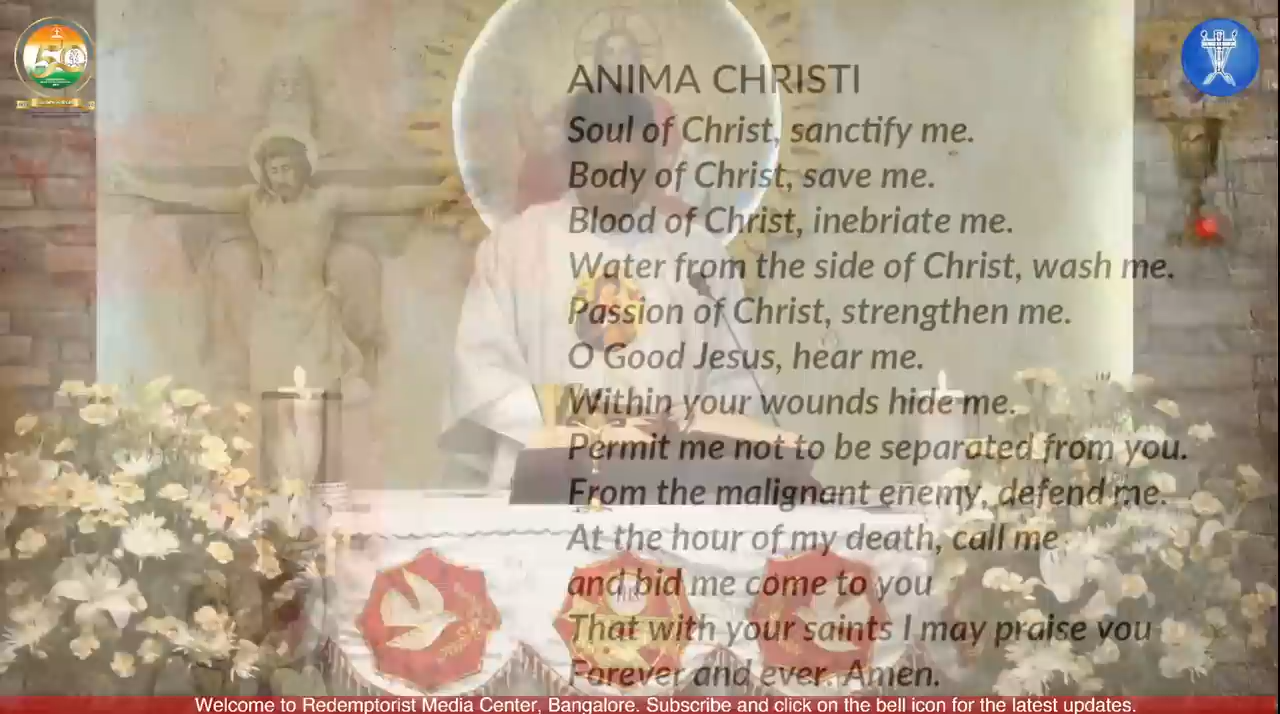 50
ANIMA CHRISTI
Soul of Christ, sanctify me.
Body of Christ, save me.
Blood of Christ, inebriate me.
Water from the side of Christ, wash me.
Passion of Christ, strengthen me.
O Good Jesus, hear me.
Within your wounds hide me.
Permit me not to be separated from you.
From the malignant enemy, defend me.
At the hour of my death, call me
and bid me come to you
That with your saints I may praise you
Forever and ever. Amen.
Welcome to Redemptorist Media Center, Bangalore. Subscribe and click on the bell icon for the latest updates.